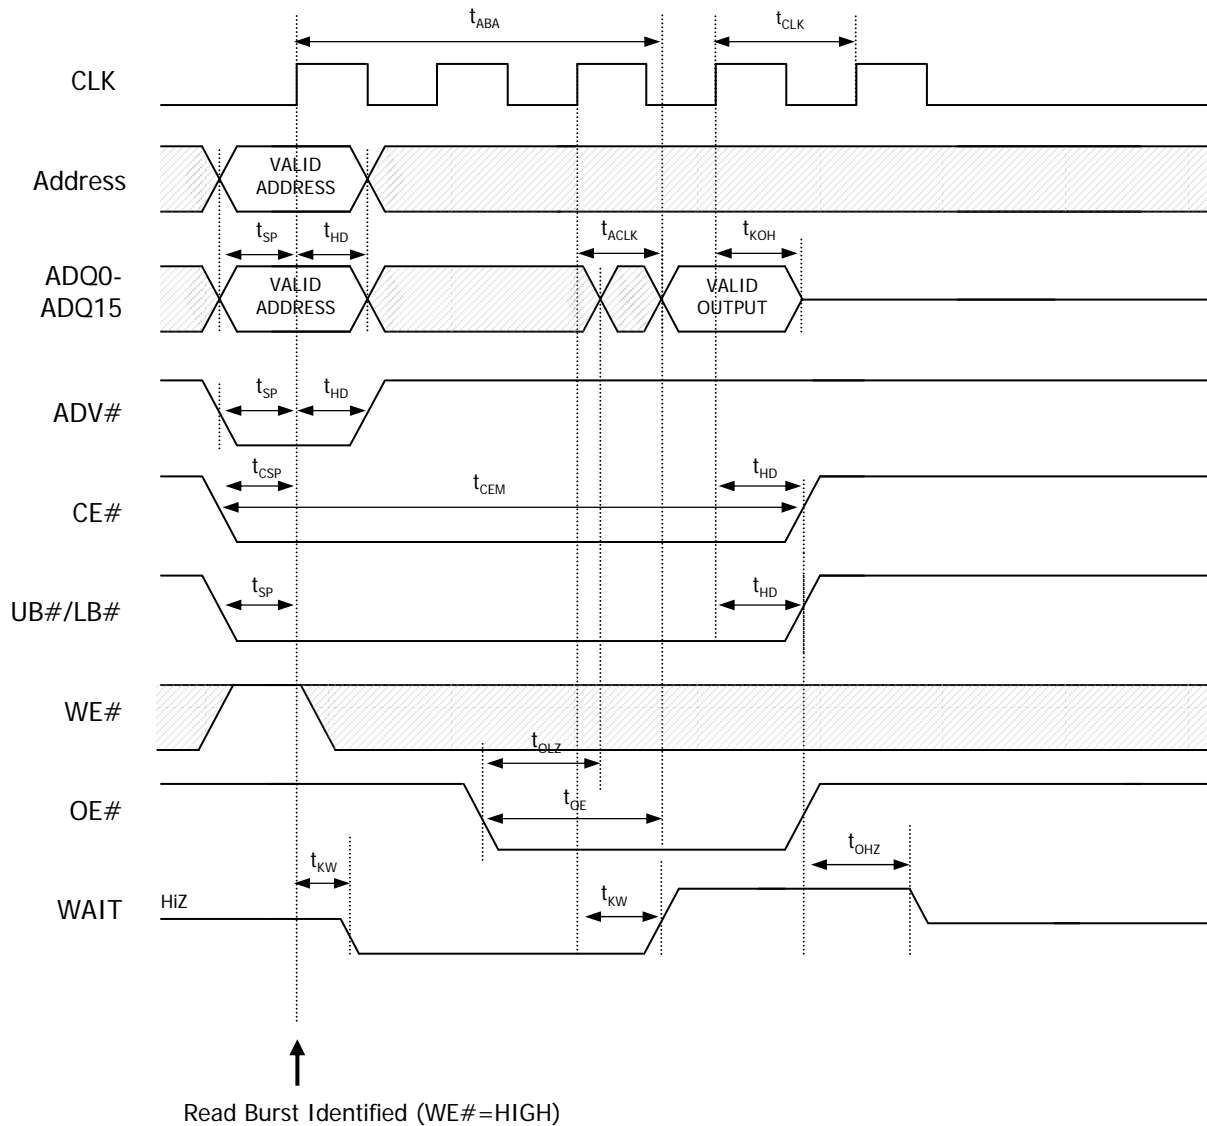 tABA
tCLK
CLK
VALID
ADDRESS
Address
tSP
tHD
tACLK
tKOH
ADQ0-
ADQ15
VALID
ADDRESS
VALID
OUTPUT
tSP
tHD
ADV#
tCSP
tCEM
tHD
CE#
tSP
tHD
UB#/LB#
WE#
tOLZ
OE#
tOE
tOHZ
tKW
tKW
WAIT
HiZ
Read Burst Identified (WE#=HIGH)